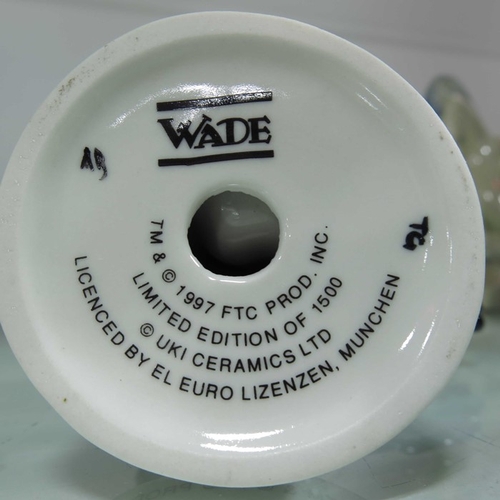 WADE
TM & © 1997 FTC PROD. INC.
LIMITED EDITION OF 1500
© UKI CERAMICS LTD
LICENCED BY EL EURO LIZENZEN, MUNCHEN